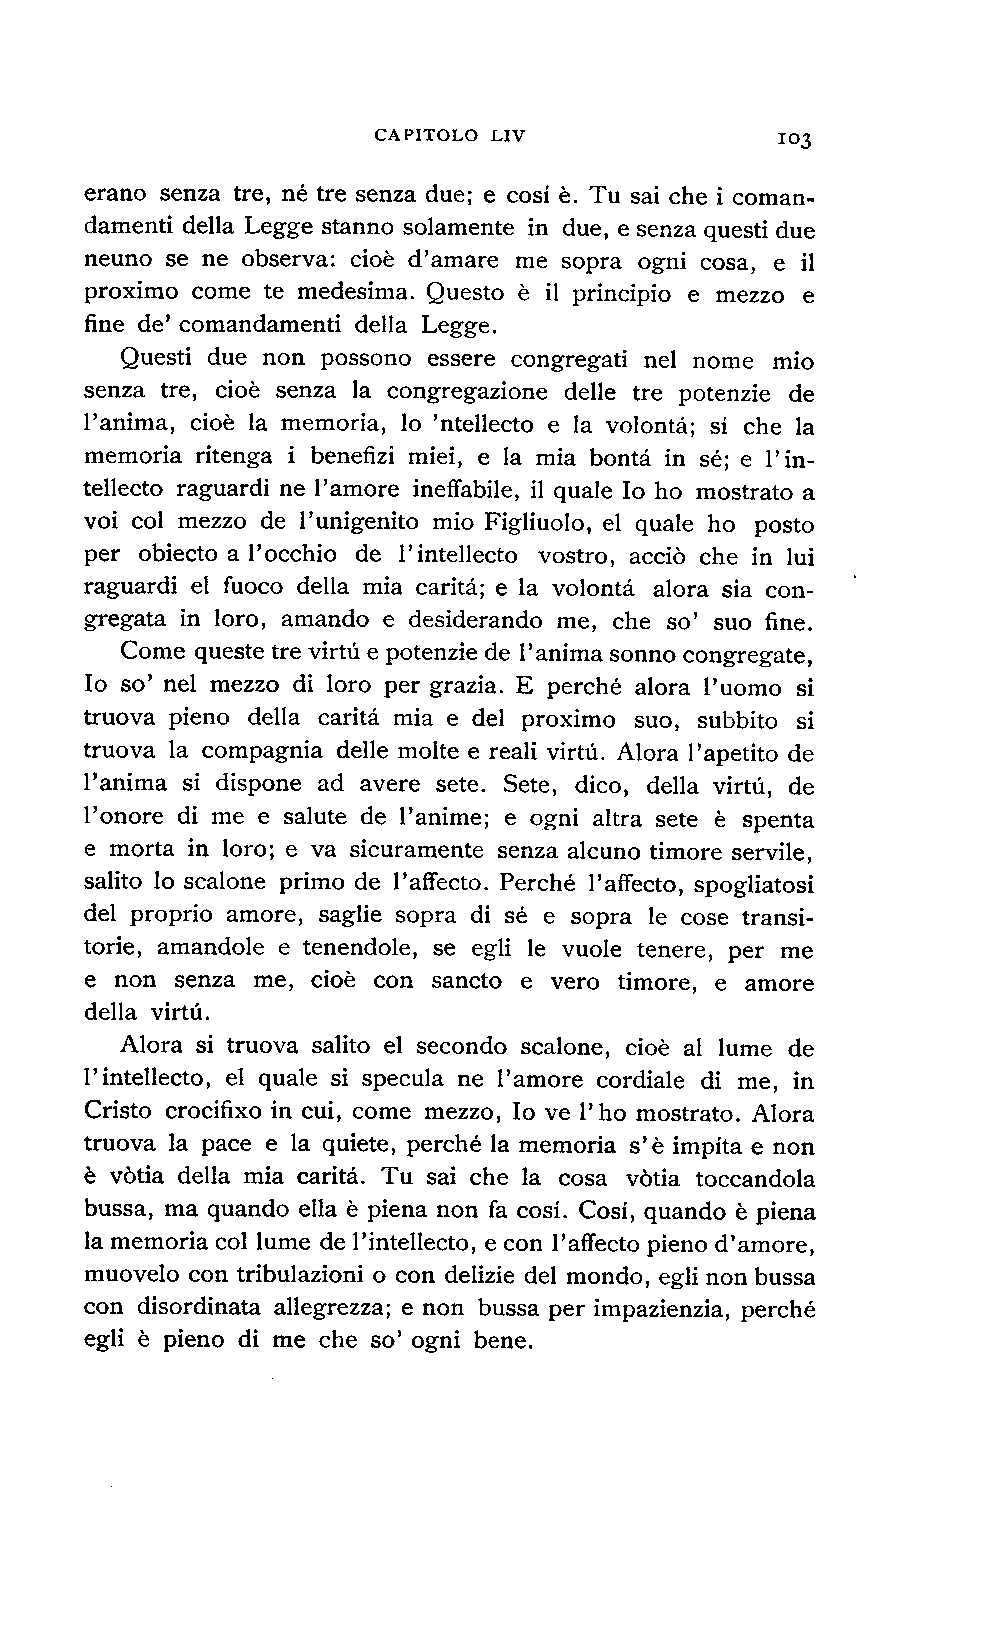 CAPITOLO LIV 103
erano senza tre, né tre senza due; e cosí è. Tu sai che i coman-
damenti della Legge stanno solamente in due, e senza questi due
neuno se ne observa: cioè d'amare me sopra ogni cosa, e il
proximo come te medesima. Questo è il principio e mezzo e
fine de' comandamenti della Legge.
Questi due non possono essere congregati nel nome mio
senza tre, cioè senza la congregazione delle tre potenzie de
l'anima, cioè la memoria, lo 'ntellecto e la volontá; sí che la
memoria ritenga i benefizi miei, e la mia bontá in sé; e l'in-
tellecto raguardi ne l'amore ineffabile, il quale Io ho mostrato a
voi col mezzo de l'unigenito mio Figliuolo, el quale ho posto
per obiecto a l'occhio de l'intellecto vostro, acciò che in lui
raguardi el fuoco della mia caritá; e la volontá alora sia con-
gregata in loro, amando e desiderando me, che so' suo fine.
Come queste tre virtú e potenzie de l'anima sonno congregate,
Io so' nel mezzo di loro per grazia. E perché alora l'uomo si
truova pieno della caritá mia e del proximo suo, subbito si
truova la compagnia delle molte e reali virtú. Alora l'apetito de
l'anima si dispone ad avere sete. Sete, dico, della virtú, de
l'onore di me e salute de l'anime; e ogni altra sete è spenta
e morta in loro; e va sicuramente senza alcuno timore servile,
salito lo scalone primo de l'affecto. Perché l'affecto, spogliatosi
del proprio amore, saglie sopra di sé e sopra le cose transi-
torie, amandole e tenendole, se egli le vuole tenere, per me
e non senza me, cioè con sancto e vero timore, e amore
della virtú.
Alora si truova salito el secondo scalone, cioè al lume de
l'intellecto, el quale si specula ne l'amore cordiale di me, in
Cristo crocifixo in cui, come mezzo, Io ve l'ho mostrato. Alora
truova la pace e la quiete, perché la memoria s'è impíta e non
è vòtia della mia caritá. Tu sai che la cosa vòtia toccandola
bussa, ma quando ella è piena non fa cosí. Cosí, quando è piena
la memoria col lume de l'intellecto, e con l'affecto pieno d'amore,
muovelo con tribulazioni o con delizie del mondo, egli non bussa
con disordinata allegrezza; e non bussa per impazienzia, perché
egli è pieno di me che so' ogni bene.